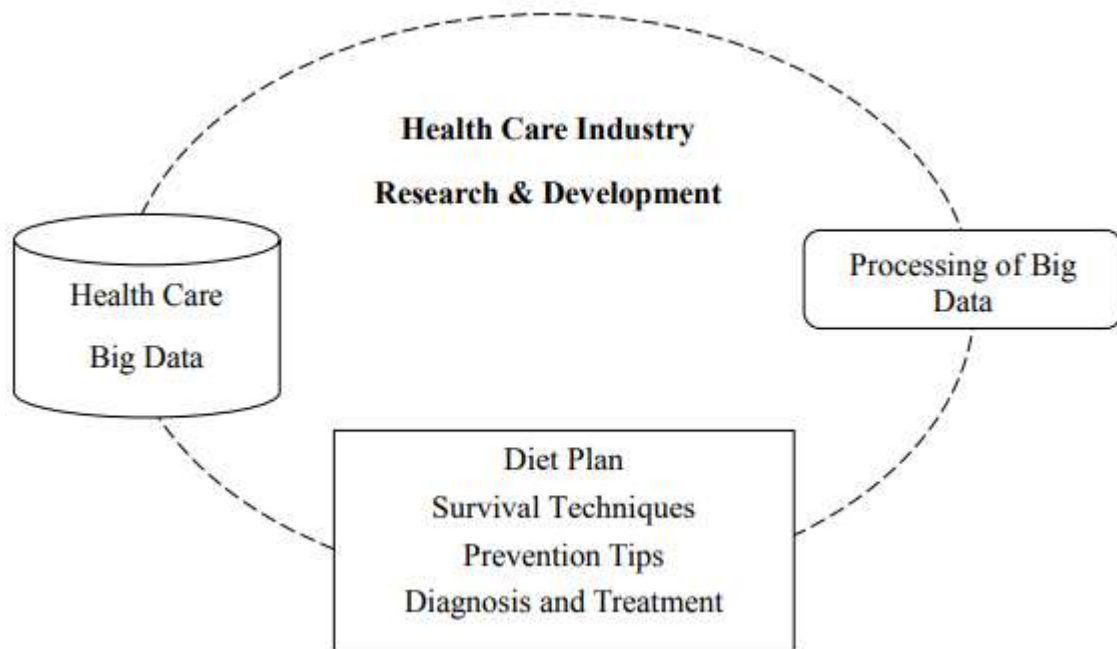 Health Care Industry
Research & Development
Health Care
Big Data
Processing of Big
Data
Diet Plan
Survival Techniques
Prevention Tips
Diagnosis and Treatment